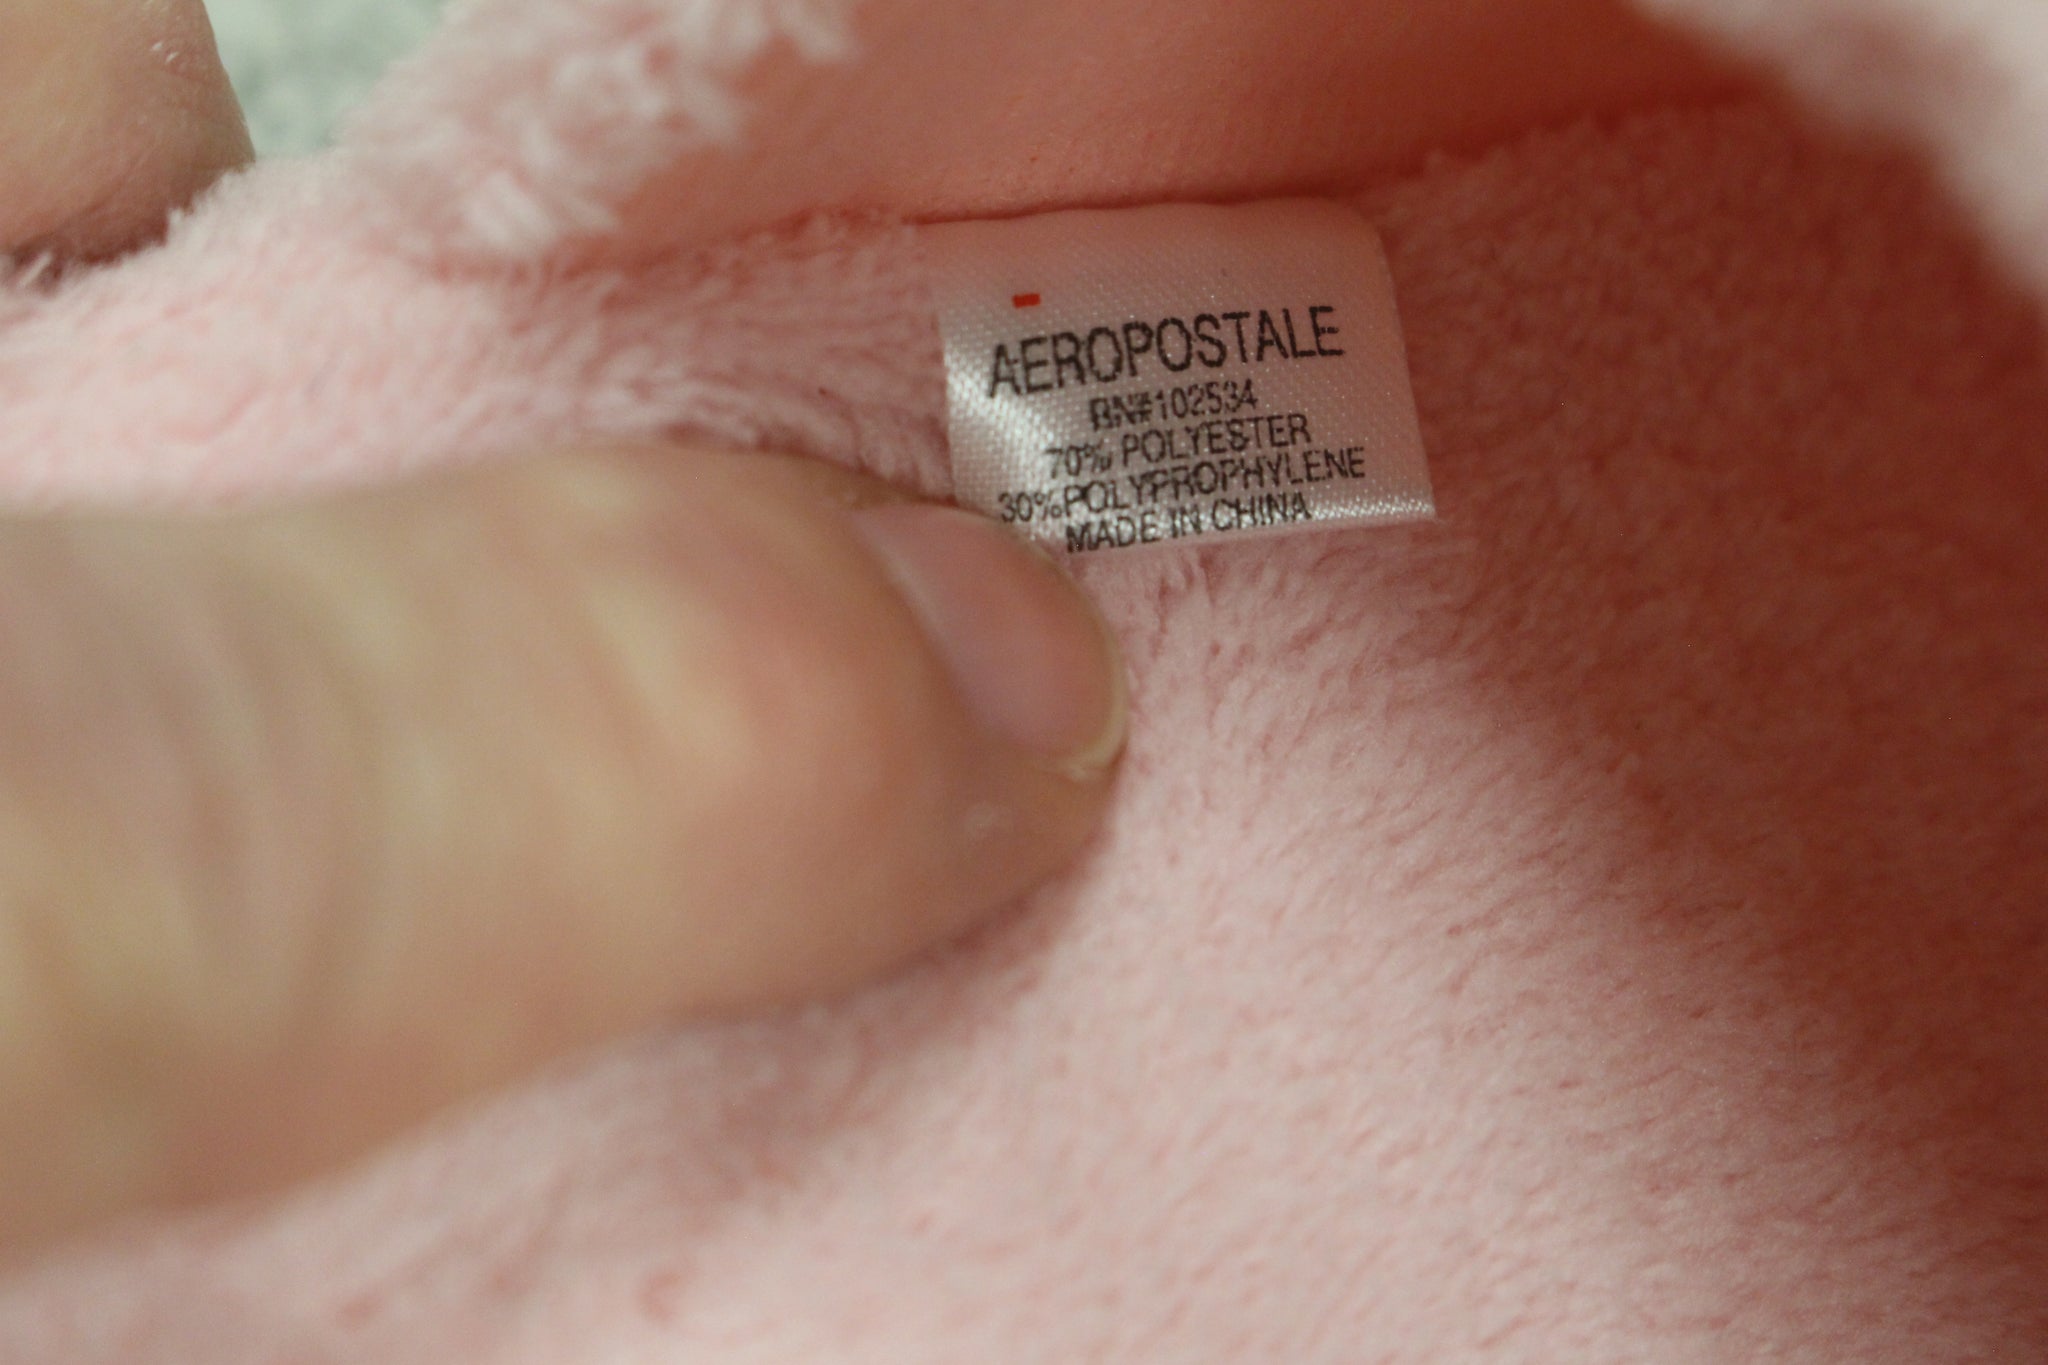 AEROPOSTALE
RN#102534
70% POLYESTER
30%POLYPROPHYLENE
MADE IN CHINA